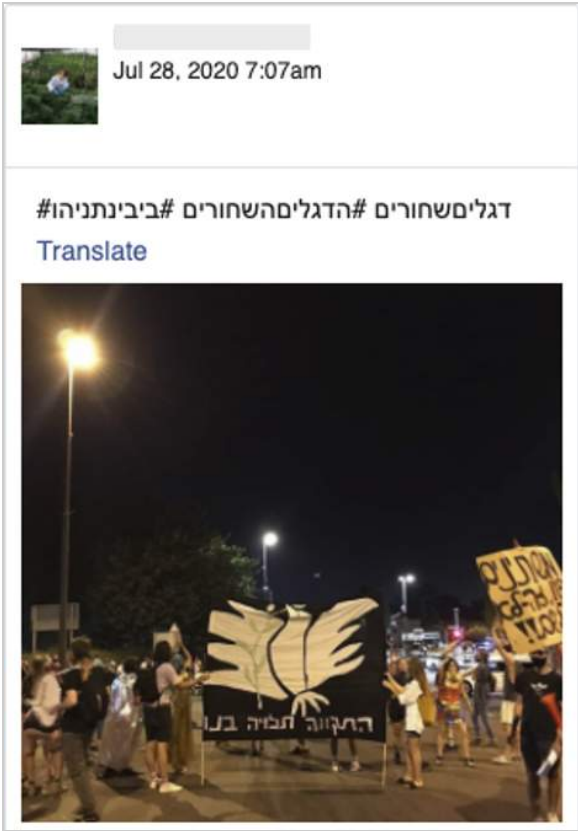 Jul 28, 2020 7:07am
#דגליםשחורים #הדגליםהשחורים #ביבינתניהו
Translate
התקווה תלויה בנו